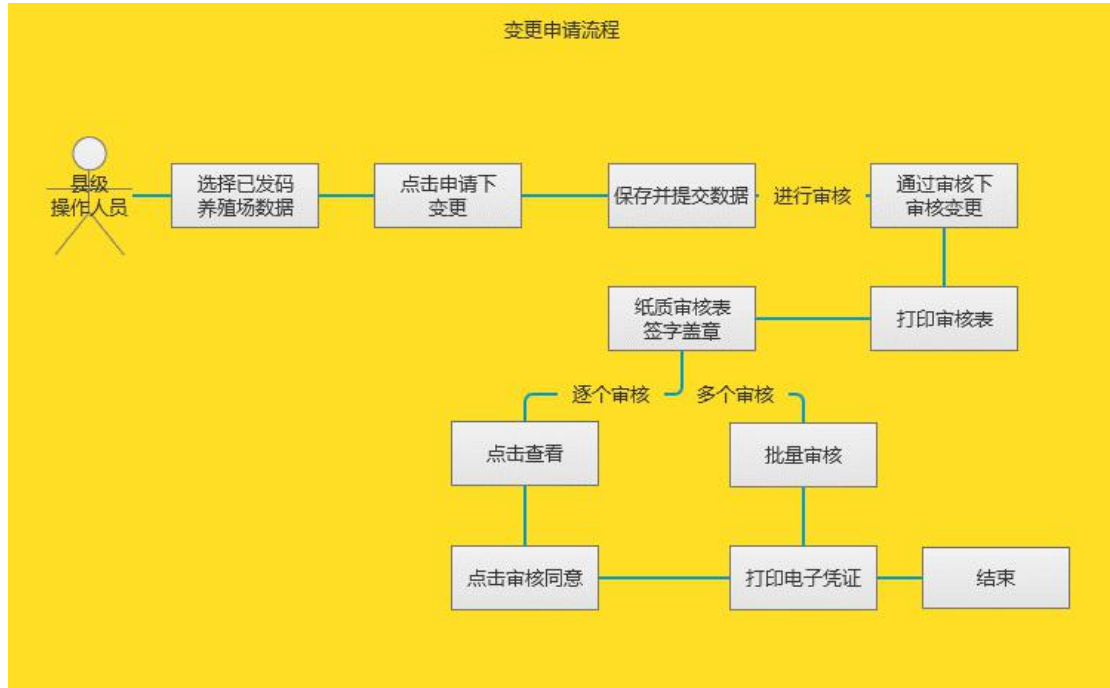 变更申请流程
县级
操作人员
选择已发码
养殖场数据
点击申请下
变更
保存并提交数据
进行审核
通过审核下
审核变更
纸质审核表
签字盖章
打印审核表
逐个审核
多个审核
点击查看
批量审核
点击审核同意
打印电子凭证
结束